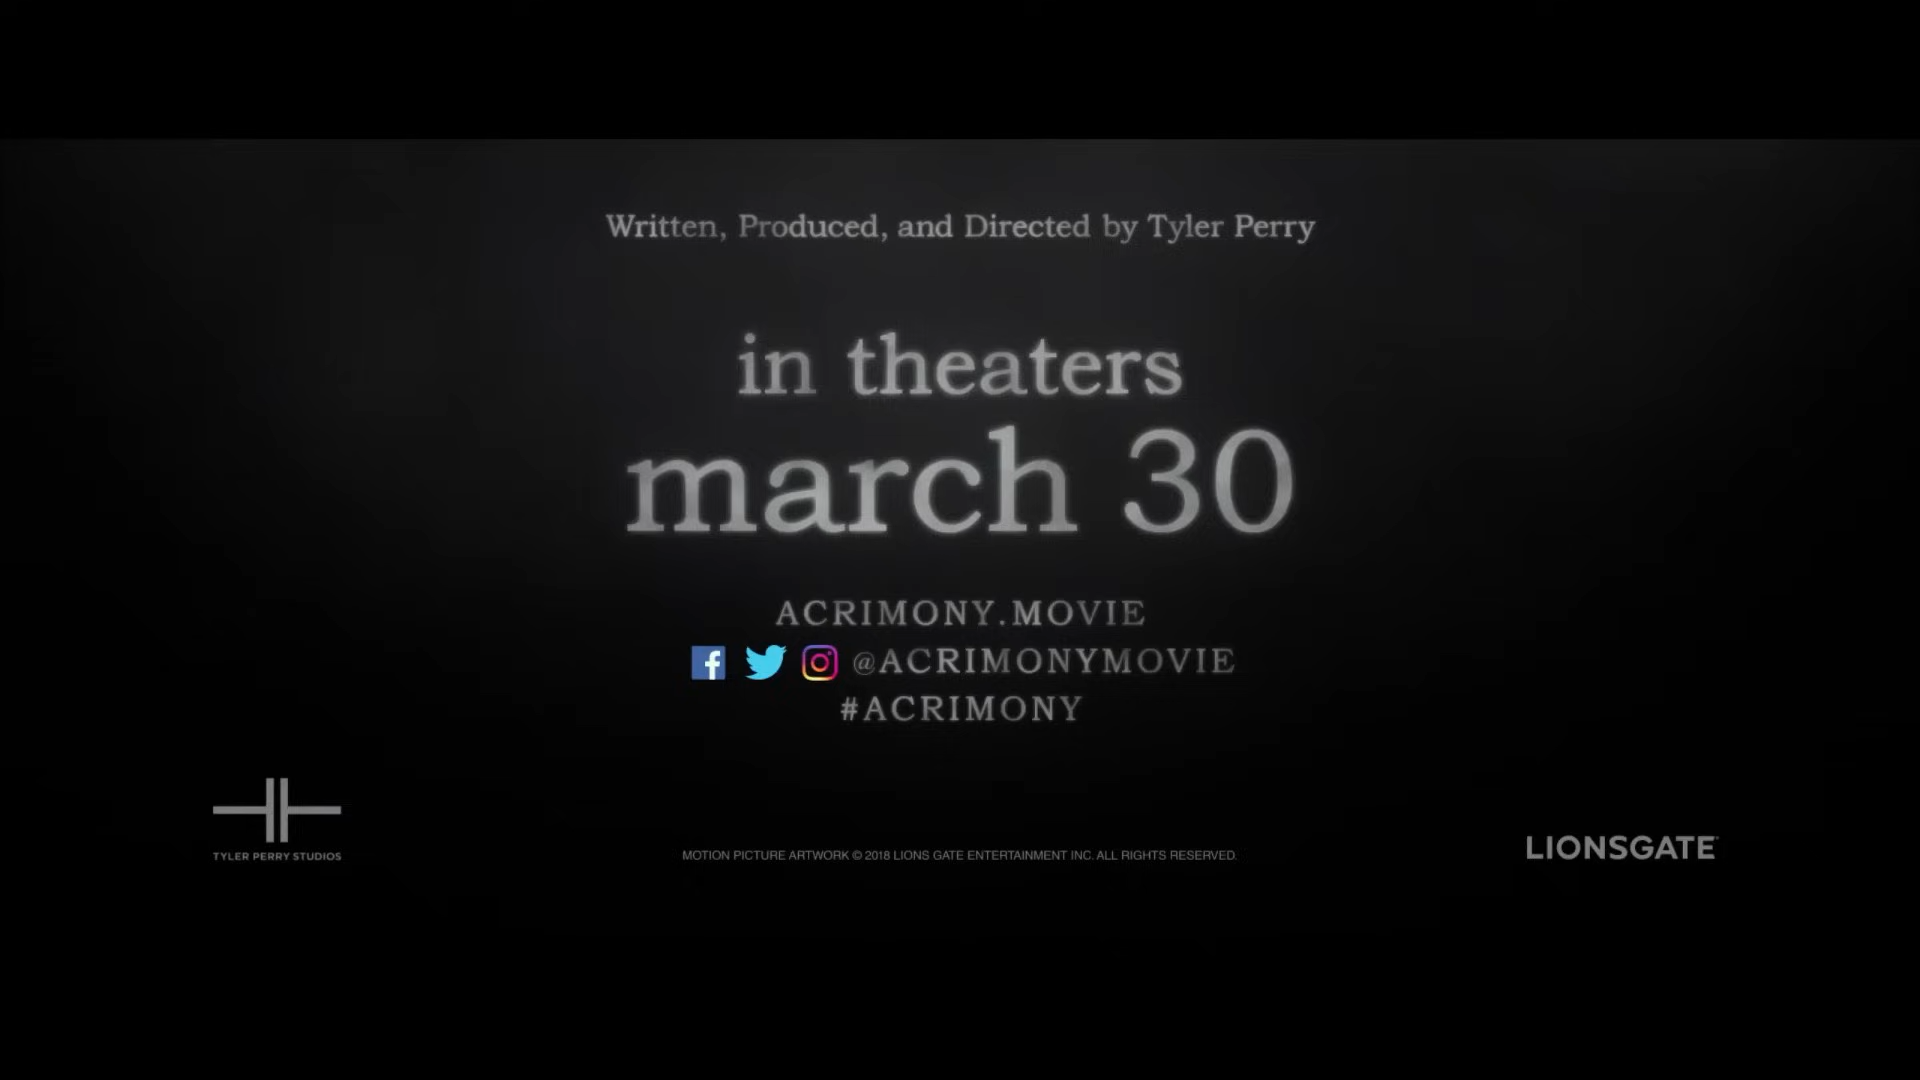 Written, Produced, and Directed by Tyler Perry
in theaters
march 30
ACRIMONY.MOVIE
@ACRIMONYMOVIE
#ACRIMONY
TYLER PERRY STUDIOS
MOTION PICTURE ARTWORK © 2018 LIONS GATE ENTERTAINMENT INC. ALL RIGHTS RESERVED.
LIONSGATE